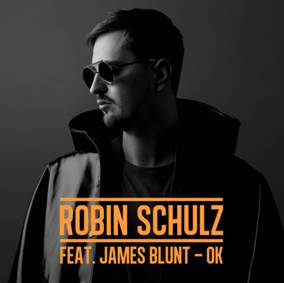 ROBIN SCHULZ
FEAT. JAMES BLUNT – OK